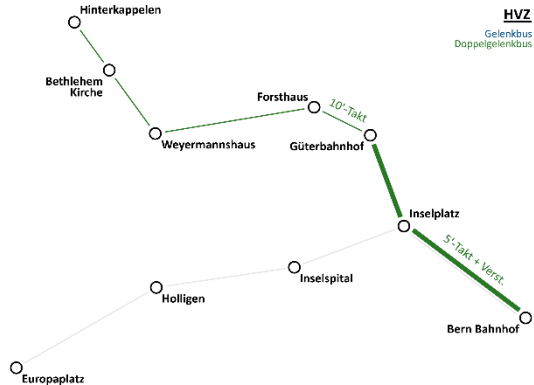 HVZ
Gelenkbus
Doppelgelenkbus
Hinterkappelen
Bethlehem
Kirche
Weyermannshaus
Forsthaus
10'-Takt
Güterbahnhof
Inselplatz
5'-Takt + Verst.
Inselspital
Holligen
Bern Bahnhof
Europaplatz